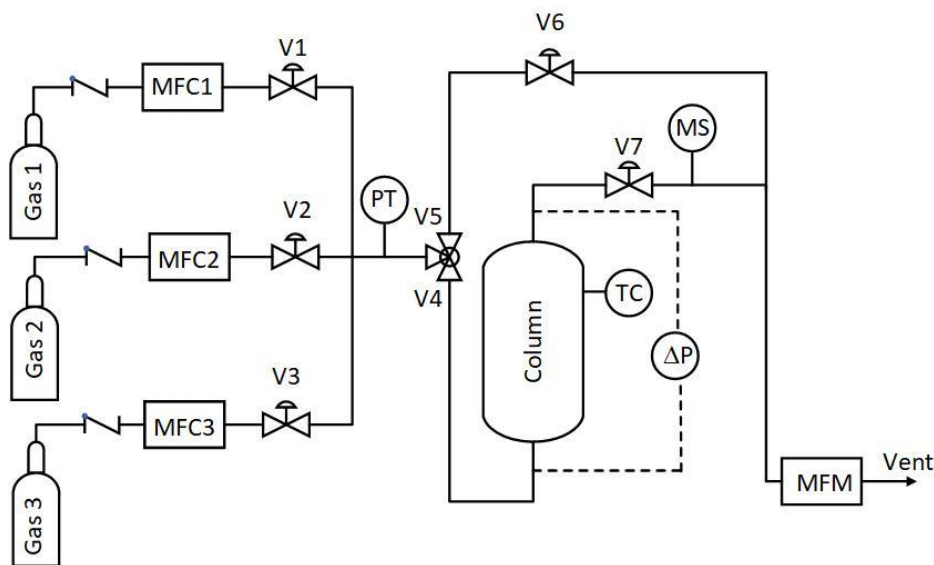 V6
V1
MFC1
Gas 1
MS
V7
V2
PT
V5
MFC2
Gas 2
V4
TC
Column
ΔP
V3
MFC3
Gas 3
Vent
MFM